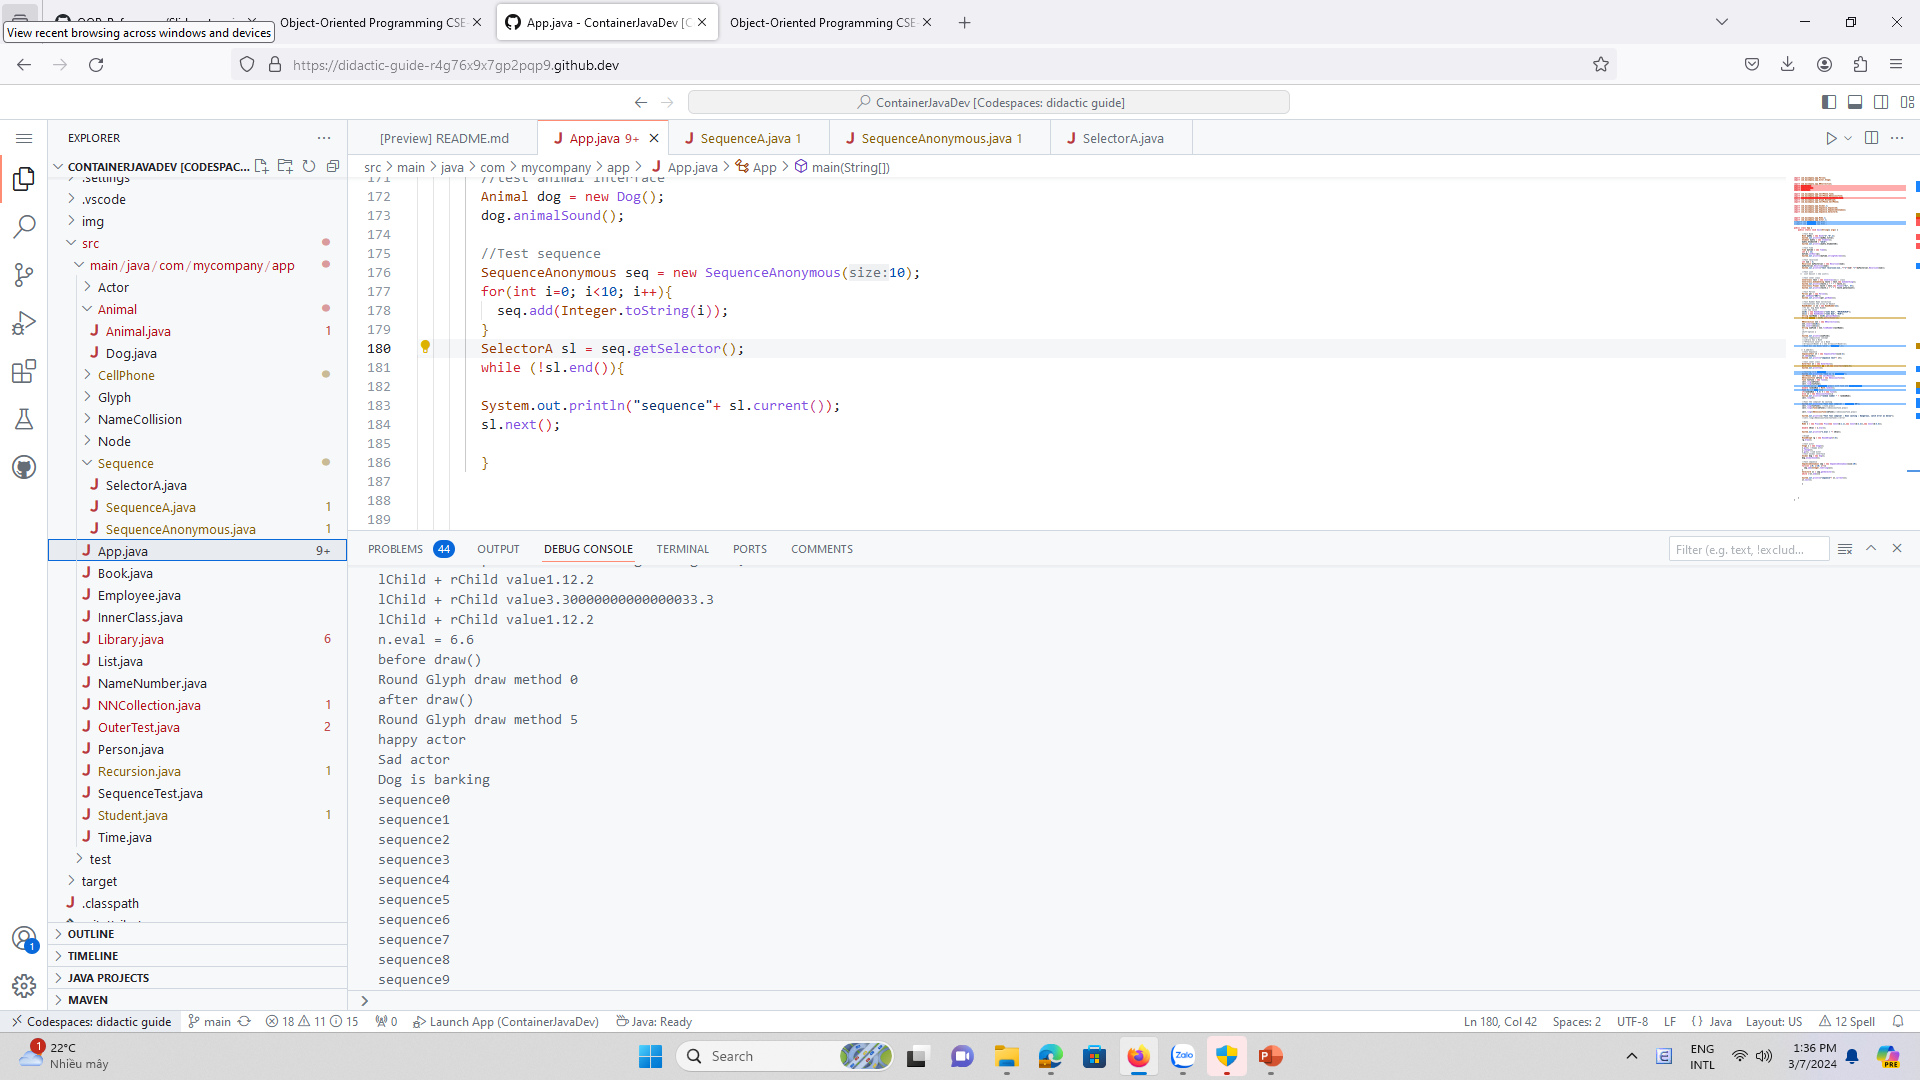 View recent browsing across windows and devices
Object-Oriented Programming CSE-
App.java - ContainerJavaDev [C
Object-Oriented Programming CSE-
https://didactic-guide-r4g76x9x7gp2pqp9.github.dev
ContainerJavaDev [Codespaces: didactic guide]
EXPLORER
CONTAINERJAVADEV [CODESPAC...
.settings
.vscode
img
src
main/java/com/mycompany/app
Actor
Animal
Animal.java 1
Dog.java
CellPhone
Glyph
NameCollision
Node
Sequence
SelectorA.java
SequenceA.java 1
SequenceAnonymous.java 1
App.java 9+
Book.java
Employee.java
InnerClass.java
Library.java 6
List.java
NameNumber.java
NNCollection.java 1
OuterTest.java 2
Person.java
Recursion.java 1
SequenceTest.java
Student.java 1
Time.java
test
target
.classpath
OUTLINE
TIMELINE
JAVA PROJECTS
MAVEN
[Preview] README.md
App.java 9+
SequenceA.java 1
SequenceAnonymous.java 1
SelectorA.java
src > main > java > com > mycompany > app > App.java > App > main(String[])
171 //test animal interface
172 Animal dog = new Dog();
173 dog.animalSound();
174
175 //Test sequence
176 SequenceAnonymous seq = new SequenceAnonymous(size:10);
177 for(int i=0; i<10; i++){
178 seq.add(Integer.toString(i));
179 }
180 SelectorA sl = seq.getSelector();
181 while (!sl.end()){
182
183 System.out.println("sequence"+ sl.current());
184 sl.next();
185
186 }
187
188
189
PROBLEMS 44 OUTPUT DEBUG CONSOLE TERMINAL PORTS COMMENTS
Filter (e.g. text, !exclud...
lChild + rChild value1.12.2
lChild + rChild value3.30000000000000033.3
lChild + rChild value1.12.2
n.eval = 6.6
before draw()
Round Glyph draw method 0
after draw()
Round Glyph draw method 5
happy actor
Sad actor
Dog is barking
sequence0
sequence1
sequence2
sequence3
sequence4
sequence5
sequence6
sequence7
sequence8
sequence9
1
Codespaces: didactic guide main 18 11 15 0 Launch App (ContainerJavaDev) Java: Ready
Ln 180, Col 42 Spaces: 2 UTF-8 LF { } Java Layout: US 12 Spell
1
22°C
Nhiều mây
Search
Zalo
PRE
ENG
INTL
1:36 PM
3/7/2024